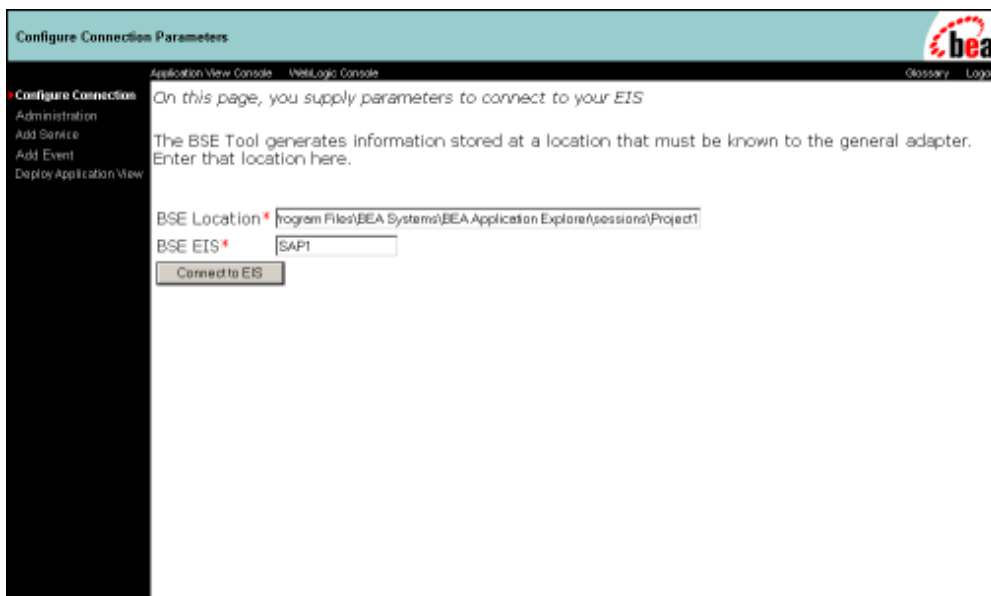 Configure Connection Parameters
bea
Application View Console WebLogic Console Glossary Logo
Configure Connection
Administration
Add Service
Add Event
Deploy Application View
On this page, you supply parameters to connect to your EIS
The BSE Tool generates information stored at a location that must be known to the general adapter.
Enter that location here.
BSE Location* rogram Files\BEA Systems\BEA Application Explorer\sessions\Project1
BSE EIS* SAP1
Connect to EIS